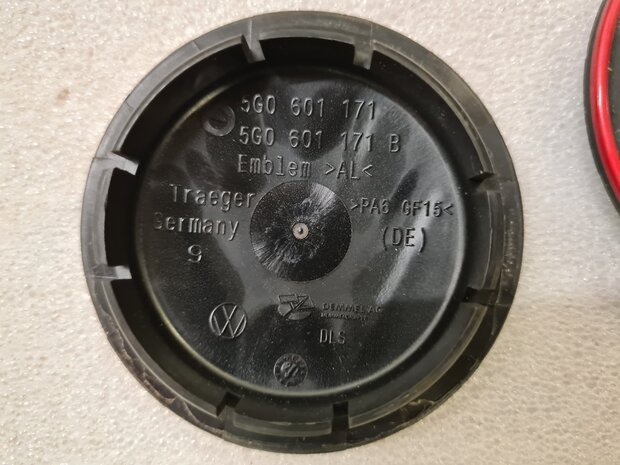 5G0 601 171
5G0 601 171 B
Emblem >AL<
Traeger >PA6 GF15<
Germany (DE)
9
DEMMEL AG
DLS